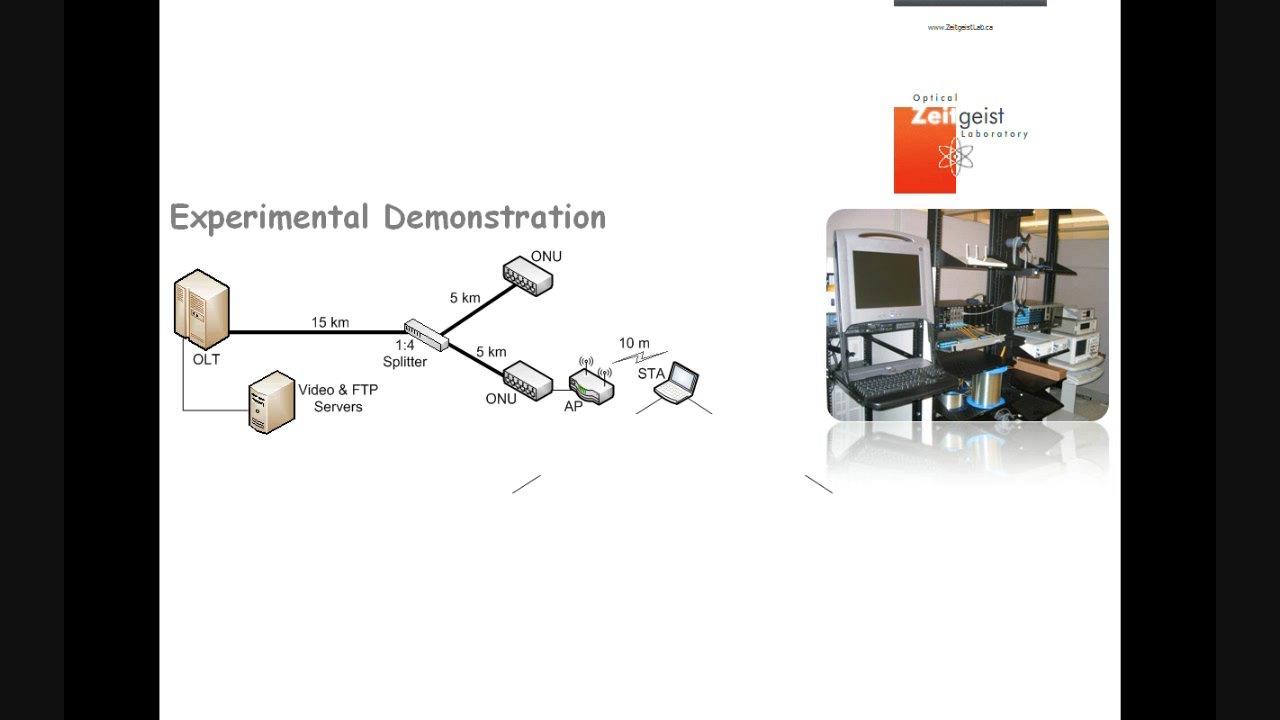 www.ZeitgeistLab.ca
Optical
Zeitgeist
Laboratory
Experimental Demonstration
ONU
5 km
15 km
1:4
Splitter
5 km
10 m
OLT
STA
Video & FTP
Servers
ONU
AP